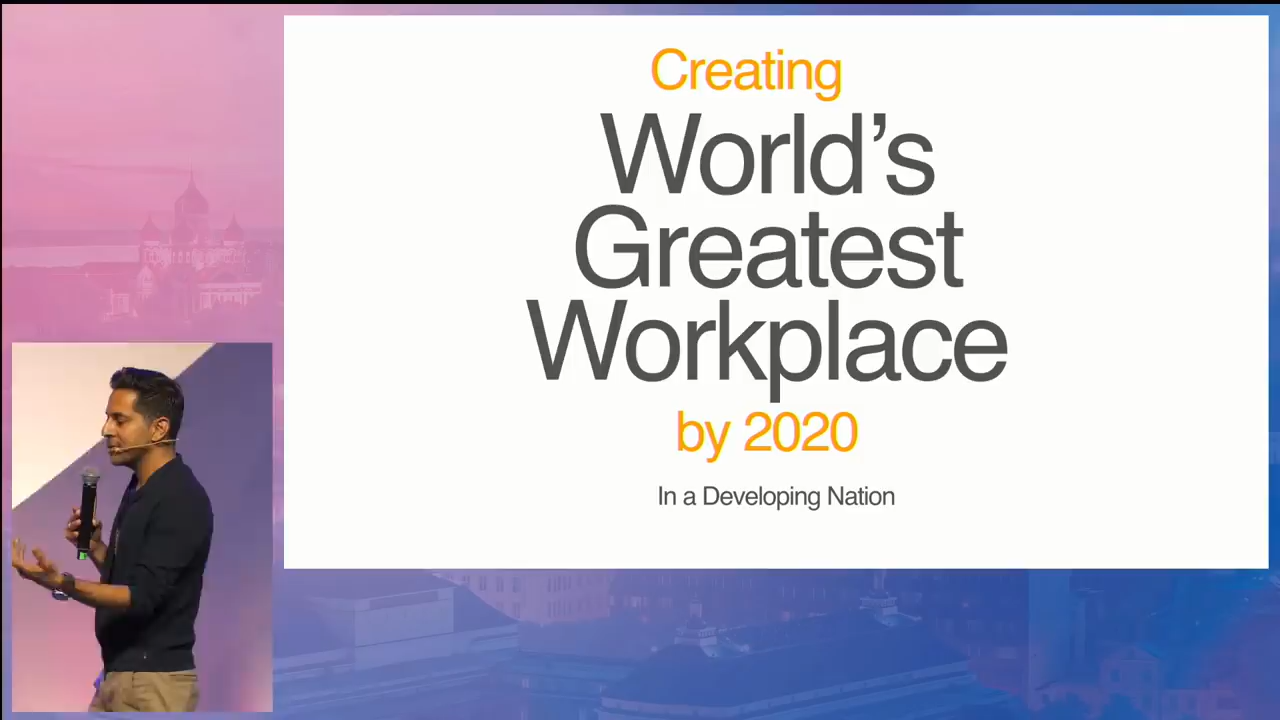 Creating
World’s
Greatest
Workplace
by 2020
In a Developing Nation